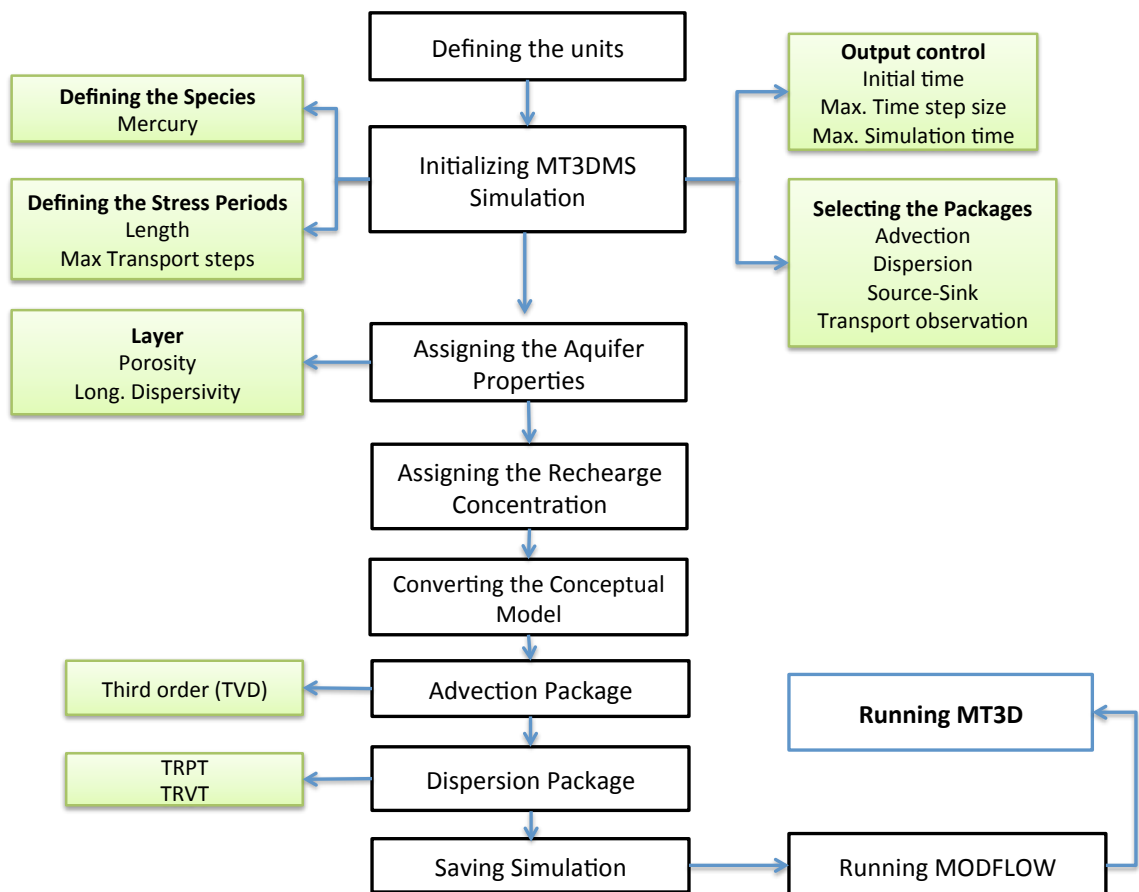 Defining the units
Output control
Initial time
Max. Time step size
Max. Simulation time
Defining the Species
Mercury
Initializing MT3DMS
Simulation
Defining the Stress Periods
Length
Max Transport steps
Selecting the Packages
Advection
Dispersion
Source-Sink
Transport observation
Layer
Porosity
Long. Dispersivity
Assigning the Aquifer
Properties
Assigning the Rechearge
Concentration
Converting the Conceptual
Model
Third order (TVD)
Advection Package
Running MT3D
TRPT
TRVT
Dispersion Package
Saving Simulation
Running MODFLOW